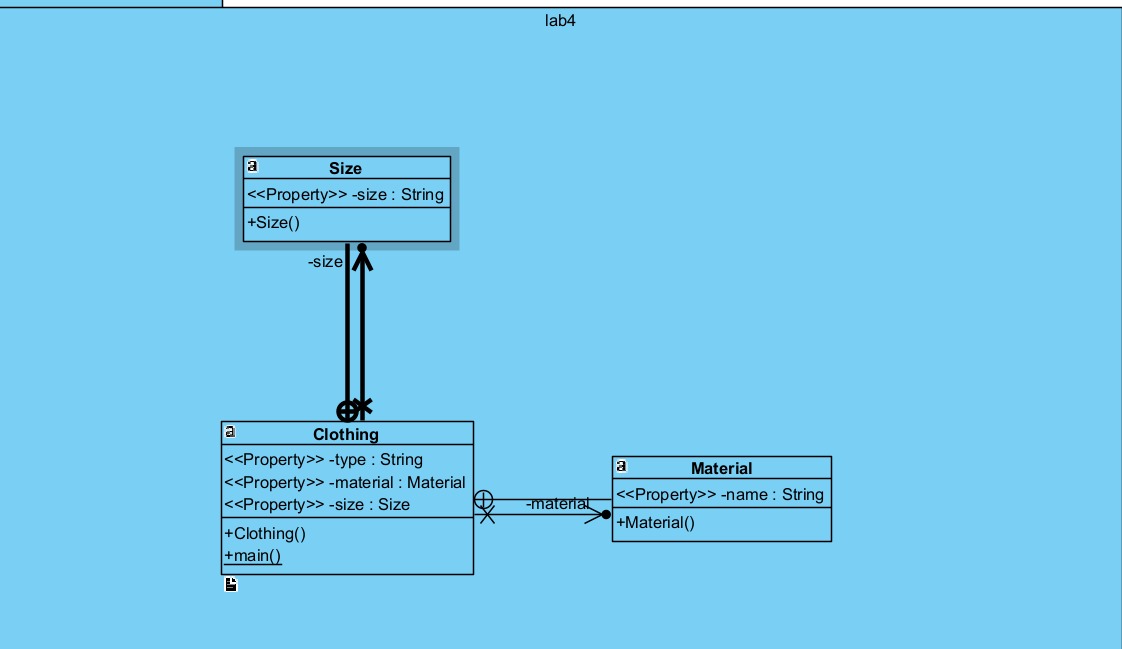 lab4
a
Size
<<Property>> -size : String
+Size()
-size
a
Clothing
<<Property>> -type : String
<<Property>> -material : Material
<<Property>> -size : Size
+Clothing()
+main()
-material
a
Material
<<Property>> -name : String
+Material()